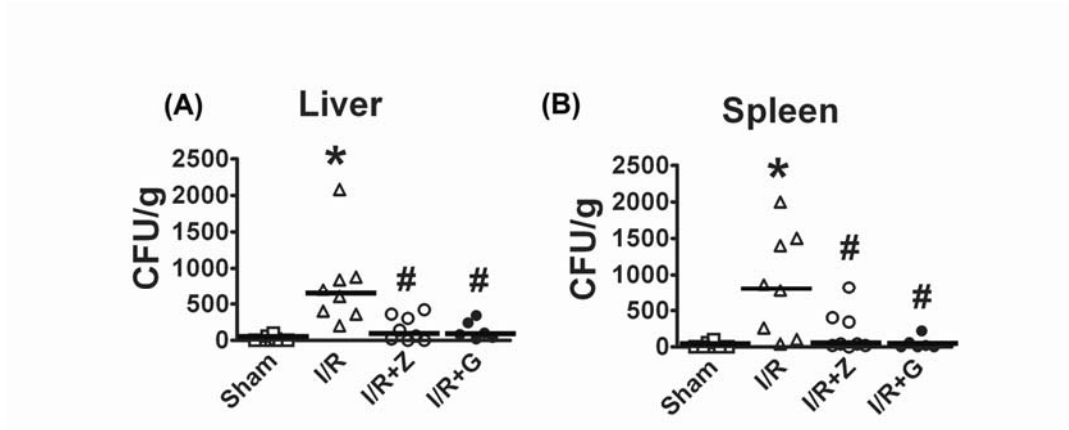 (A) Liver
*
2500
2000
1500
1000
500
0
CFU/g
# #
Sham I/R I/R+Z I/R+G
(B) Spleen
*
2500
2000
1500
1000
500
0
CFU/g
#
#
Sham I/R I/R+Z I/R+G